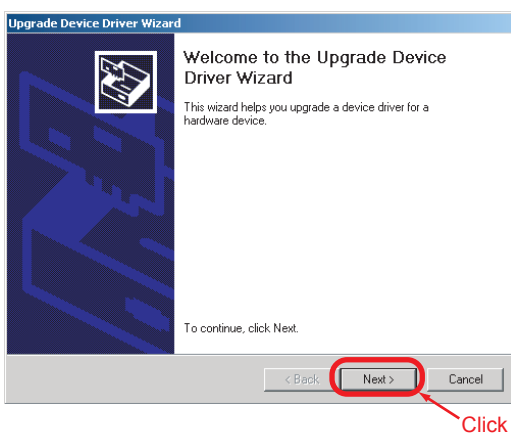 Upgrade Device Driver Wizard
Welcome to the Upgrade Device
Driver Wizard
This wizard helps you upgrade a device driver for a
hardware device.
To continue, click Next.
< Back
Next >
Cancel
Click